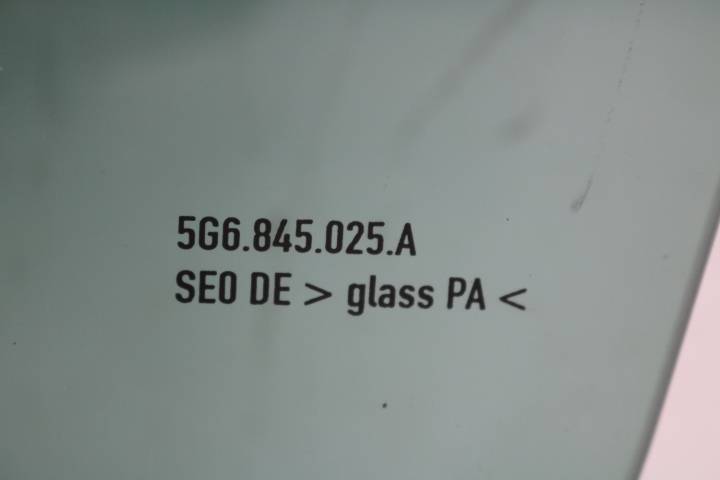 5G6.845.025.A
SEO DE > glass PA <